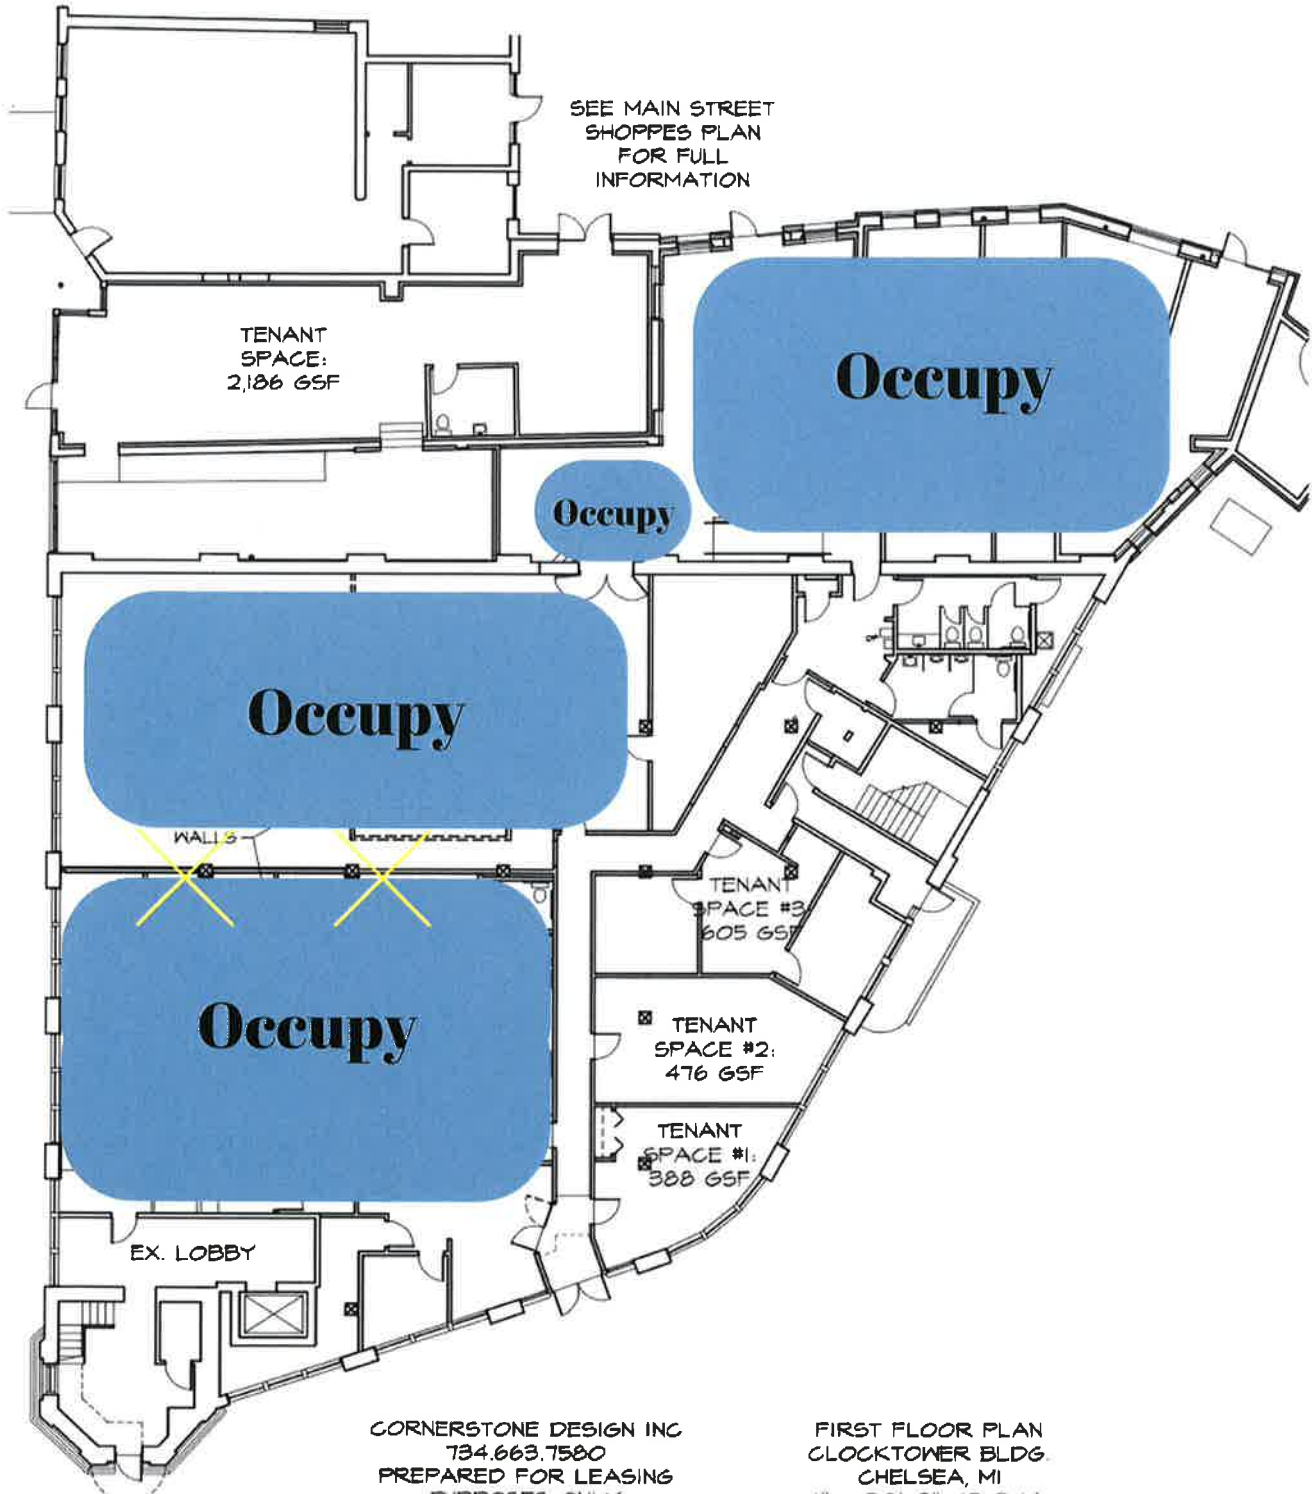 SEE MAIN STREET
SHOPPES PLAN
FOR FULL
INFORMATION
TENANT
SPACE:
2,186 GSF
Occupy
Occupy
Occupy
WALLS
TENANT
SPACE #3
605 GSF
Occupy
TENANT
SPACE #2:
476 GSF
TENANT
SPACE #1:
388 GSF
EX. LOBBY
CORNERSTONE DESIGN INC
734.663.7580
PREPARED FOR LEASING
FIRST FLOOR PLAN
CLOCKTOWER BLDG.
CHELSEA, MI